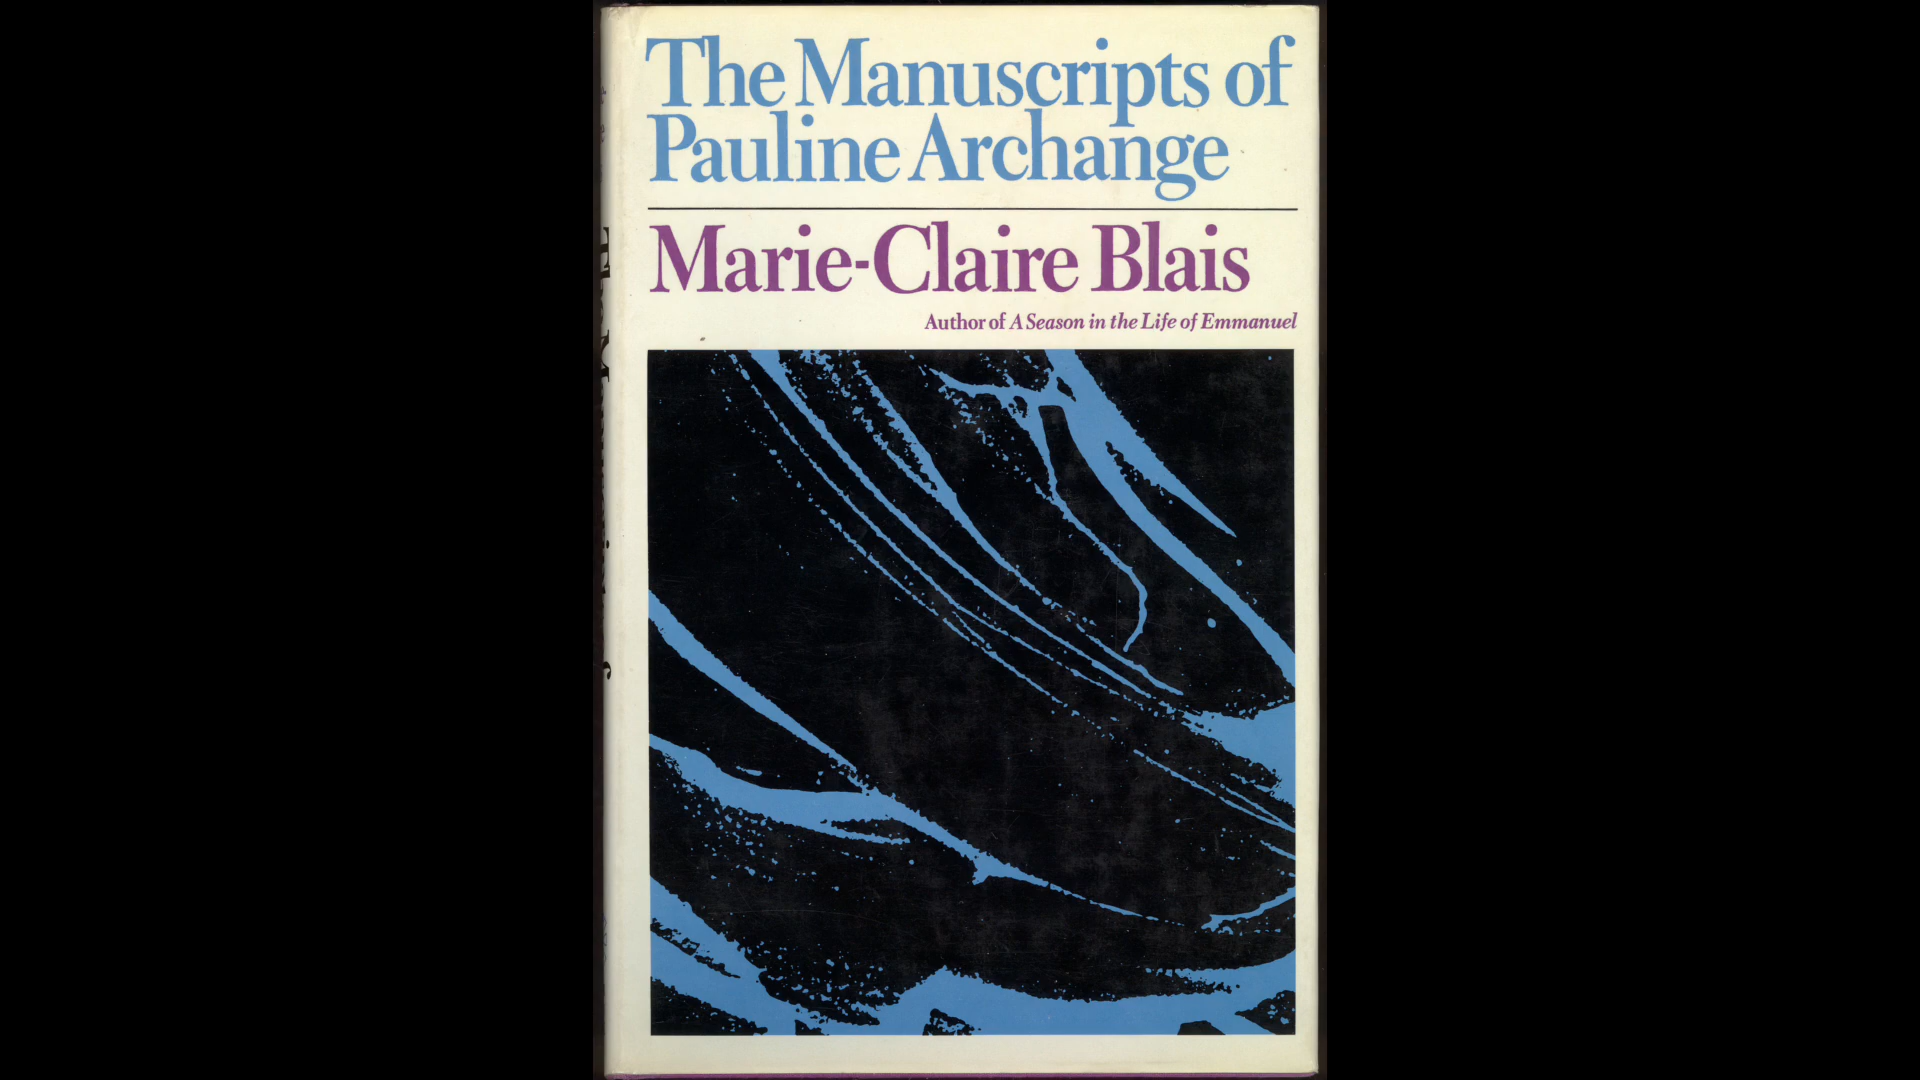 The Manuscripts of
Pauline Archange
Marie-Claire Blais
Author of A Season in the Life of Emmanuel